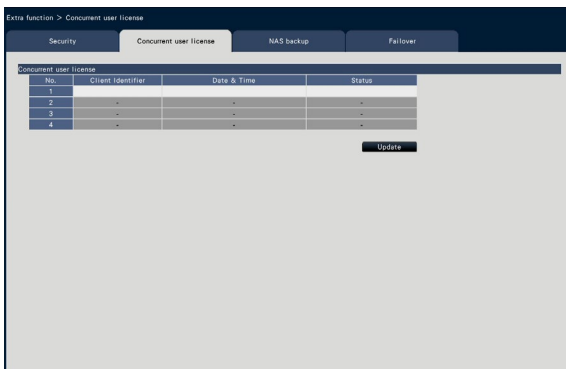 Extra function > Concurrent user license
Security Concurrent user license NAS backup Failover
Concurrent user license
No. Client Identifier Date & Time Status
1
2 - - -
3 - - -
4 - - -
Update